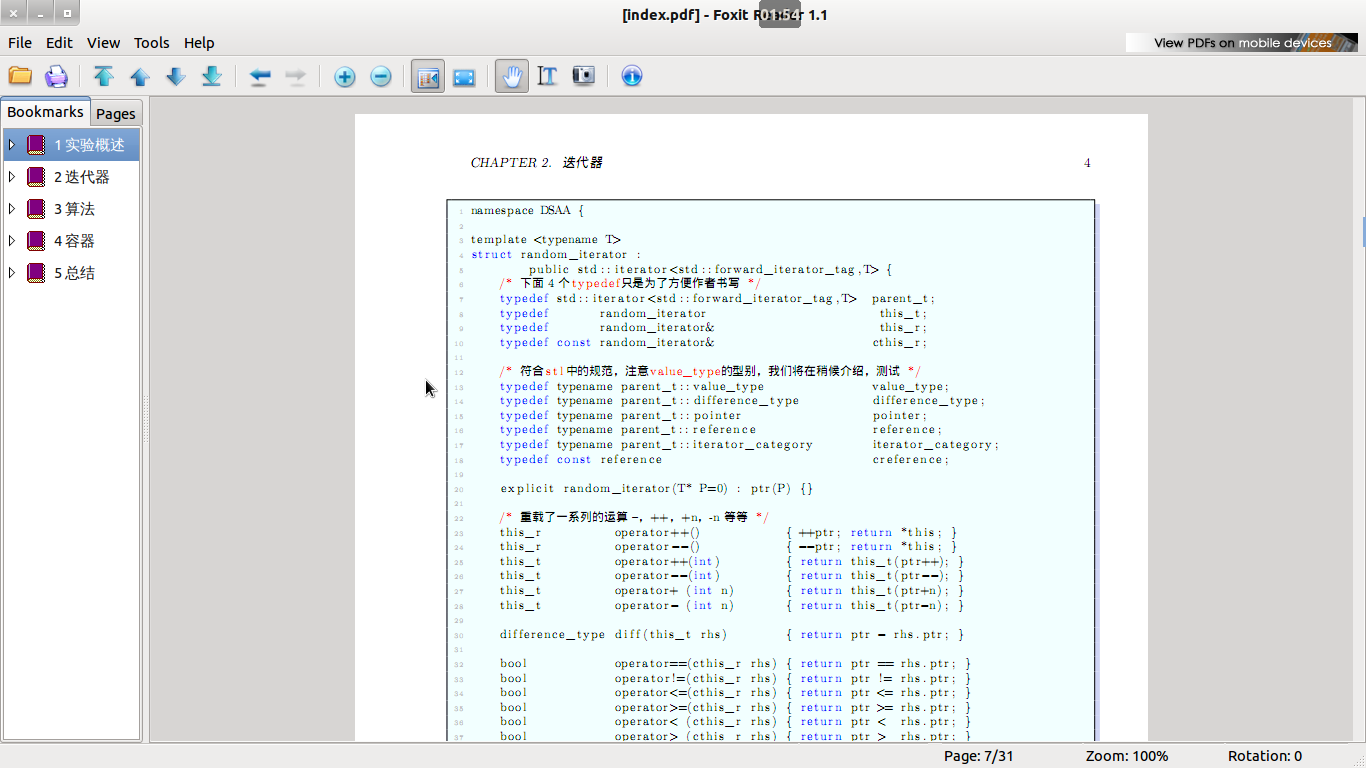 [index.pdf] - Foxit Reader 1.1
01:54
File Edit View Tools Help
View PDFs on mobile devices
Bookmarks Pages
1 实验概述
2 迭代器
3 算法
4 容器
5 总结
CHAPTER 2. 迭代器 4
1 namespace DSAA {
2
3 template <typename T>
4 struct random_iterator :
5 public std::iterator<std::forward_iterator_tag,T> {
6 /* 下面 4 个typedef只是为了方便作者书写 */
7 typedef std::iterator<std::forward_iterator_tag,T> parent_t;
8 typedef random_iterator this_t;
9 typedef random_iterator& this_r;
10 typedef const random_iterator& cthis_r;
11
12 /* 符合stl中的规范，注意value_type的型别，我们将在稍候介绍，测试 */
13 typedef typename parent_t::value_type value_type;
14 typedef typename parent_t::difference_type difference_type;
15 typedef typename parent_t::pointer pointer;
16 typedef typename parent_t::reference reference;
17 typedef typename parent_t::iterator_category iterator_category;
18 typedef const reference creference;
19
20 explicit random_iterator(T* P=0) : ptr(P) {}
21
22 /* 重载了一系列的运算 –，++，+n，-n 等等 */
23 this_r operator++() { ++ptr; return *this; }
24 this_r operator--() { --ptr; return *this; }
25 this_t operator++(int) { return this_t(ptr++); }
26 this_t operator--(int) { return this_t(ptr--); }
27 this_t operator+ (int n) { return this_t(ptr+n); }
28 this_t operator- (int n) { return this_t(ptr-n); }
29
30 difference_type diff(this_t rhs) { return ptr - rhs.ptr; }
31
32 bool operator==(cthis_r rhs) { return ptr == rhs.ptr; }
33 bool operator!=(cthis_r rhs) { return ptr != rhs.ptr; }
34 bool operator<=(cthis_r rhs) { return ptr <= rhs.ptr; }
35 bool operator>=(cthis_r rhs) { return ptr >= rhs.ptr; }
36 bool operator< (cthis_r rhs) { return ptr < rhs.ptr; }
37 bool operator> (cthis_r rhs) { return ptr > rhs.ptr; }
Page: 7/31 Zoom: 100% Rotation: 0